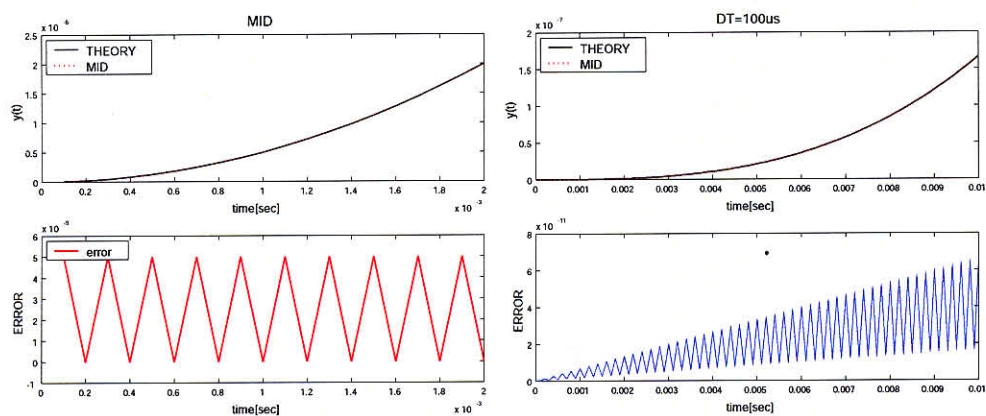 MID
x 10⁻⁶
2.5
2
1.5
1
0.5
0
y(t)
THEORY
MID
0 0.2 0.4 0.6 0.8 1 1.2 1.4 1.6 1.8 2
time[sec]
x 10⁻³
DT=100us
x 10⁻⁷
2
1.5
1
0.5
0
y(t)
THEORY
MID
0 0.001 0.002 0.003 0.004 0.005 0.006 0.007 0.008 0.009 0.01
time[sec]
6
5
4
3
2
1
0
-1
ERROR
error
0 0.2 0.4 0.6 0.8 1 1.2 1.4 1.6 1.8 2
time[sec]
x 10⁻³
x 10⁻¹¹
8
6
4
2
0
ERROR
0 0.001 0.002 0.003 0.004 0.005 0.006 0.007 0.008 0.009 0.01
time[sec]